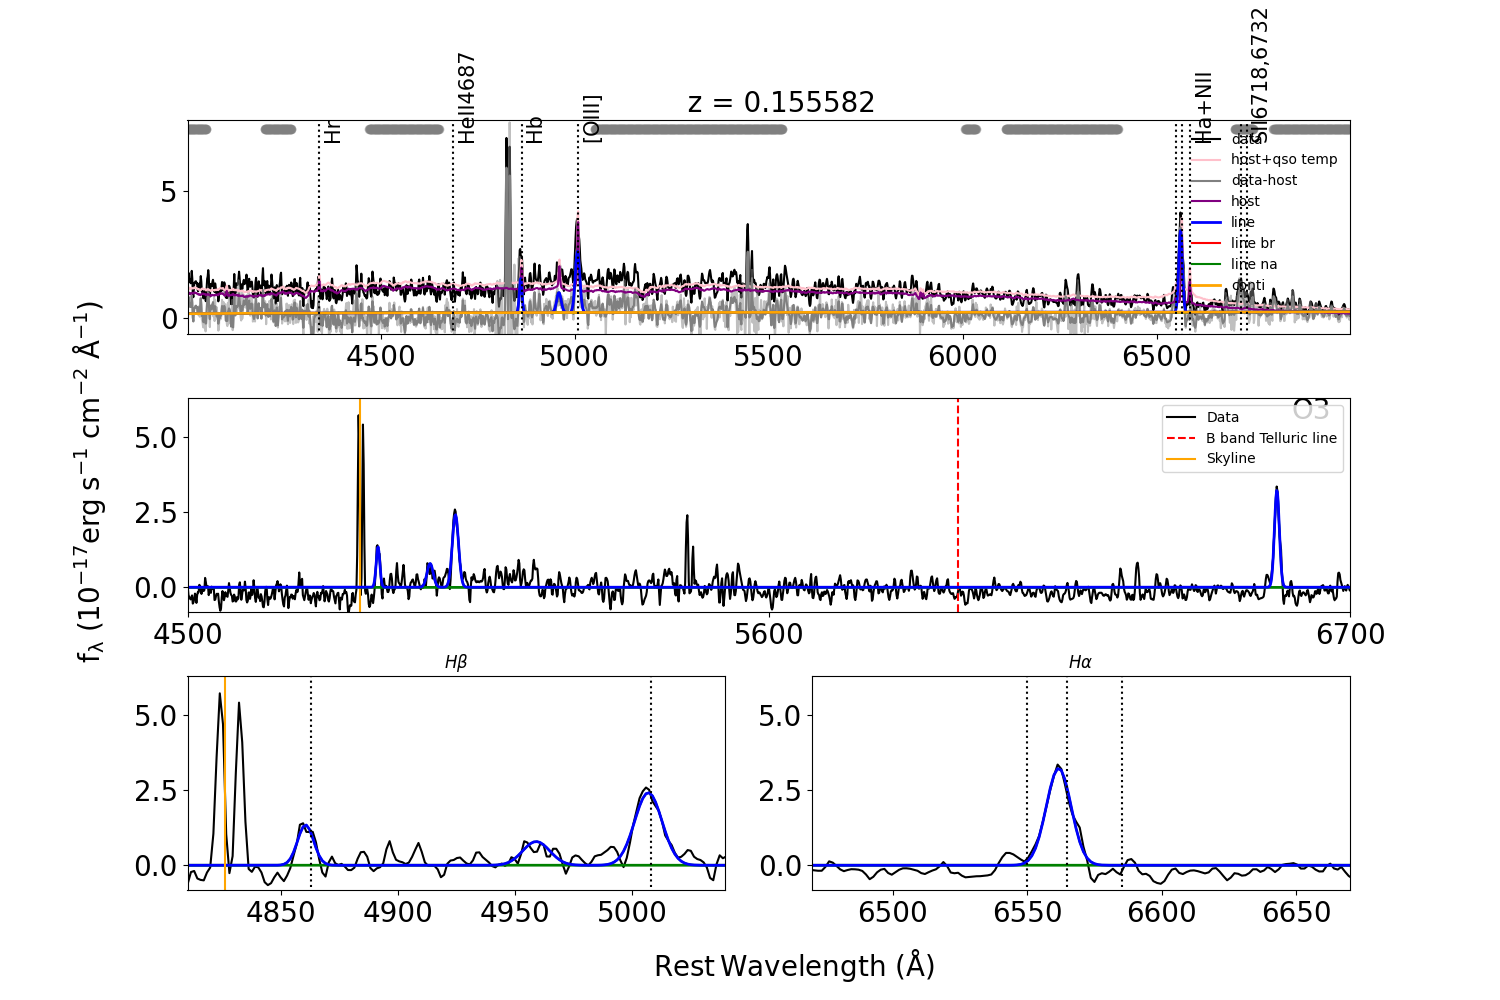 z = 0.155582
Hr
HeII4687
Hb
[OIII]
Ha+NII
SII6718,6732
data
host+qso temp
data-host
host
line
line br
line na
conti
5
0
4500
5000
5500
6000
6500
O3
Data
B band Telluric line
Skyline
5.0
2.5
0.0
4500
5600
6700
fλ (10⁻¹⁷erg s⁻¹ cm⁻² Å⁻¹)
Hβ
5.0
2.5
0.0
4850
4900
4950
5000
Hα
5.0
2.5
0.0
6500
6550
6600
6650
Rest Wavelength (Å)